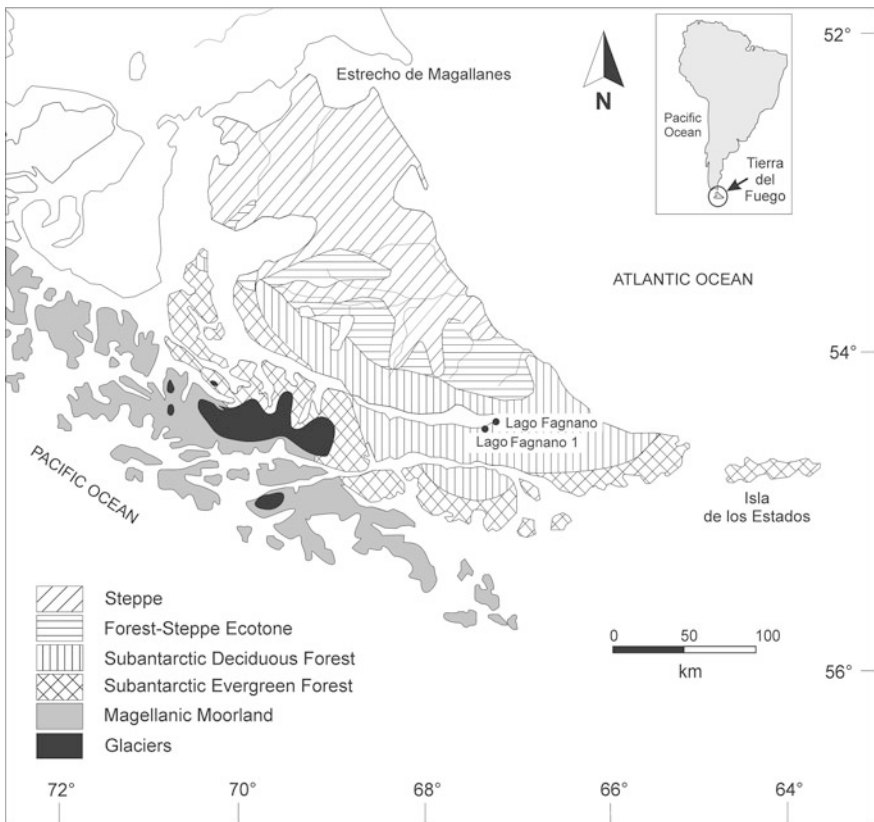 52°
Estrecho de Magallanes
N
Pacific
Ocean
Tierra
del
Fuego
ATLANTIC OCEAN
54°
Lago Fagnano
Lago Fagnano 1
PACIFIC OCEAN
Isla
de los Estados
Steppe
Forest-Steppe Ecotone
Subantarctic Deciduous Forest
Subantarctic Evergreen Forest
Magellanic Moorland
Glaciers
0 50 100
km
56°
72° 70° 68° 66° 64°